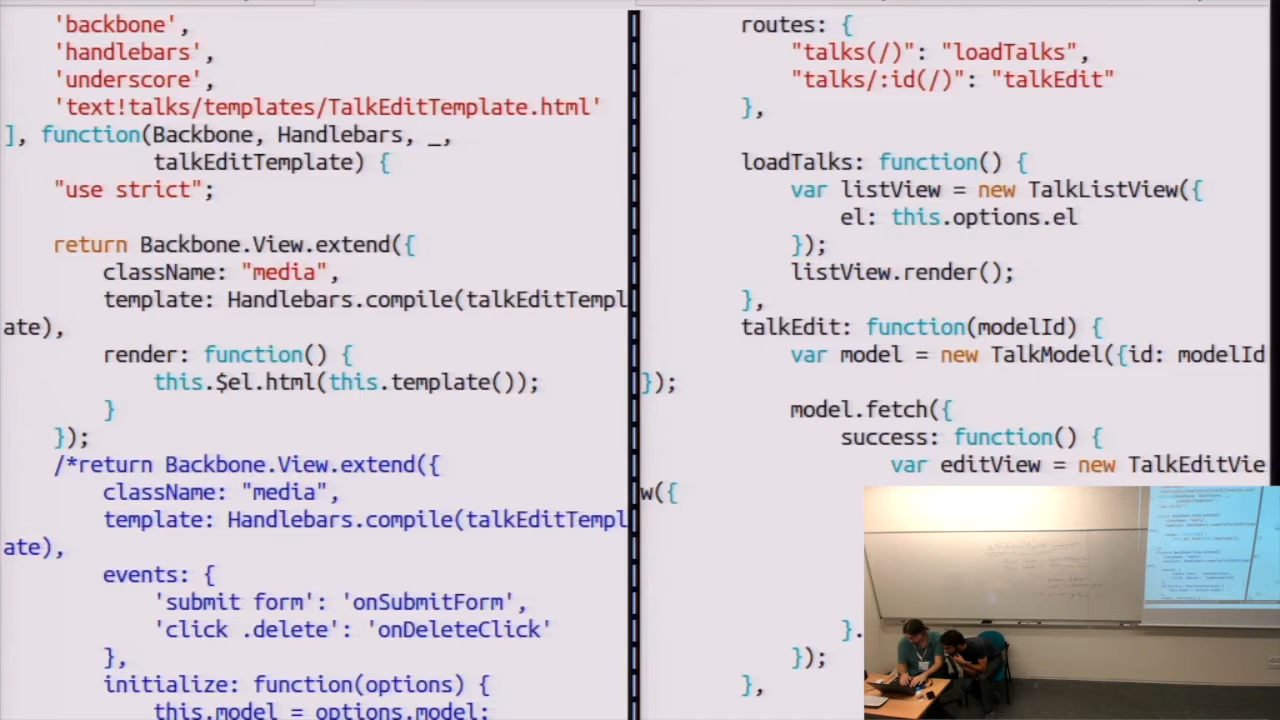 'backbone',
'handlebars',
'underscore',
'text!talks/templates/TalkEditTemplate.html'
], function(Backbone, Handlebars, _,
talkEditTemplate) {
"use strict";
return Backbone.View.extend({
className: "media",
template: Handlebars.compile(talkEditTempl
ate),
render: function() {
this.$el.html(this.template());
}
});
/*return Backbone.View.extend({
className: "media",
template: Handlebars.compile(talkEditTempl
ate),
events: {
'submit form': 'onSubmitForm',
'click .delete': 'onDeleteClick'
},
initialize: function(options) {
this.model = options.model;
routes: {
"talks(/)": "loadTalks",
"talks/:id(/)": "talkEdit"
},
loadTalks: function() {
var listView = new TalkListView({
el: this.options.el
});
listView.render();
},
talkEdit: function(modelId) {
var model = new TalkModel({id: modelId
});
model.fetch({
success: function() {
var editView = new TalkEditVie
w({
}.
});
},